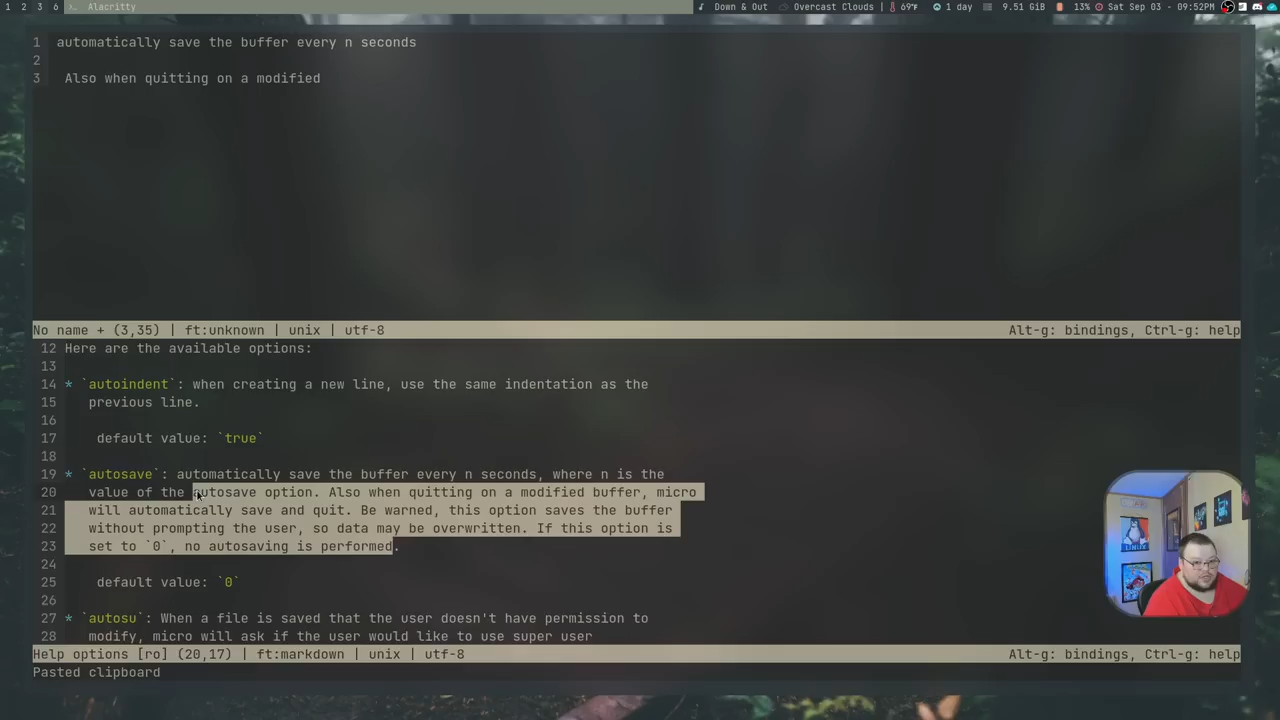 1 2 3 6 >_ Alacritty Down & Out Overcast Clouds | 69°F 1 day 9.51 GiB 13% Sat Sep 03 - 09:52PM
1 automatically save the buffer every n seconds
2
3 Also when quitting on a modified
No name + (3,35) | ft:unknown | unix | utf-8 Alt-g: bindings, Ctrl-g: help
12 Here are the available options:
13
14 * `autoindent`: when creating a new line, use the same indentation as the
15 previous line.
16
17 default value: `true`
18
19 * `autosave`: automatically save the buffer every n seconds, where n is the
20 value of the autosave option. Also when quitting on a modified buffer, micro
21 will automatically save and quit. Be warned, this option saves the buffer
22 without prompting the user, so data may be overwritten. If this option is
23 set to `0`, no autosaving is performed.
24
25 default value: `0`
26
27 * `autosu`: When a file is saved that the user doesn't have permission to
28 modify, micro will ask if the user would like to use super user
Help options [ro] (20,17) | ft:markdown | unix | utf-8 Alt-g: bindings, Ctrl-g: help
Pasted clipboard
LINUX